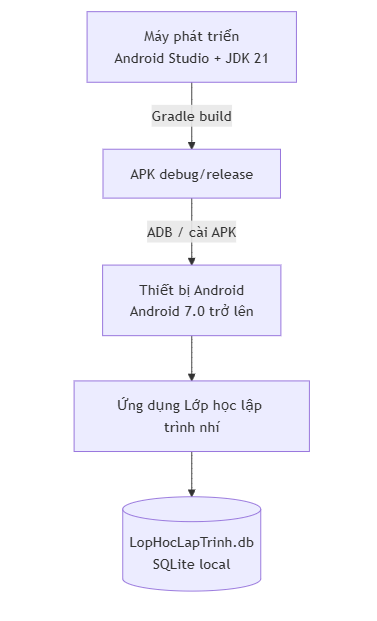 Máy phát triển
Android Studio + JDK 21
Gradle build
APK debug/release
ADB / cài APK
Thiết bị Android
Android 7.0 trở lên
Ứng dụng Lớp học lập
trình nhí
LopHocLapTrinh.db
SQLite local